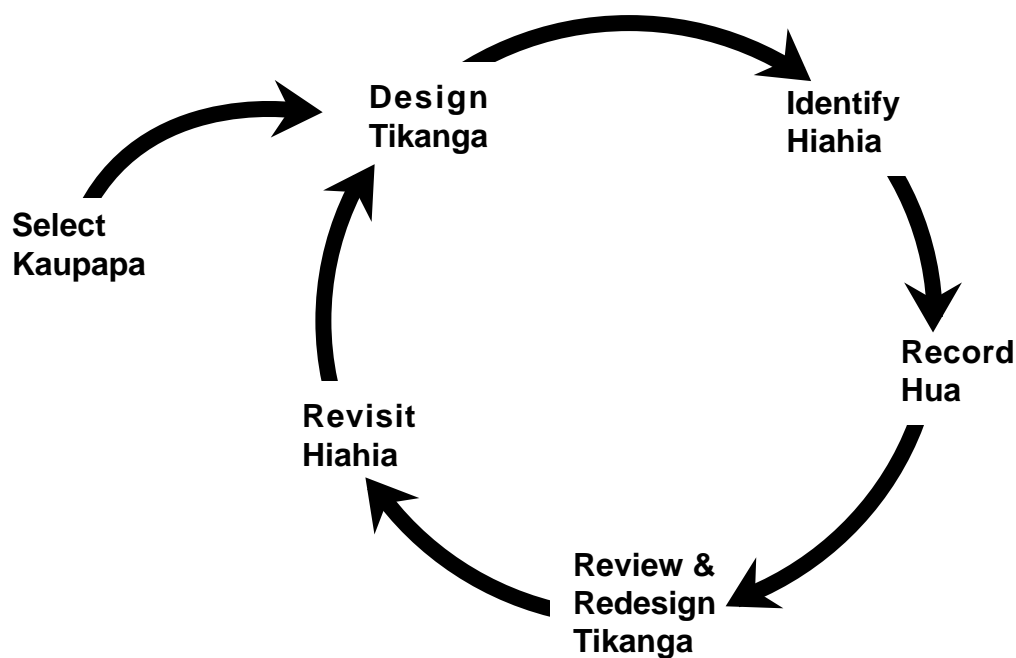 Design
Tikanga
Identify
Hiahia
Select
Kaupapa
Record
Hua
Revisit
Hiahia
Review &
Redesign
Tikanga